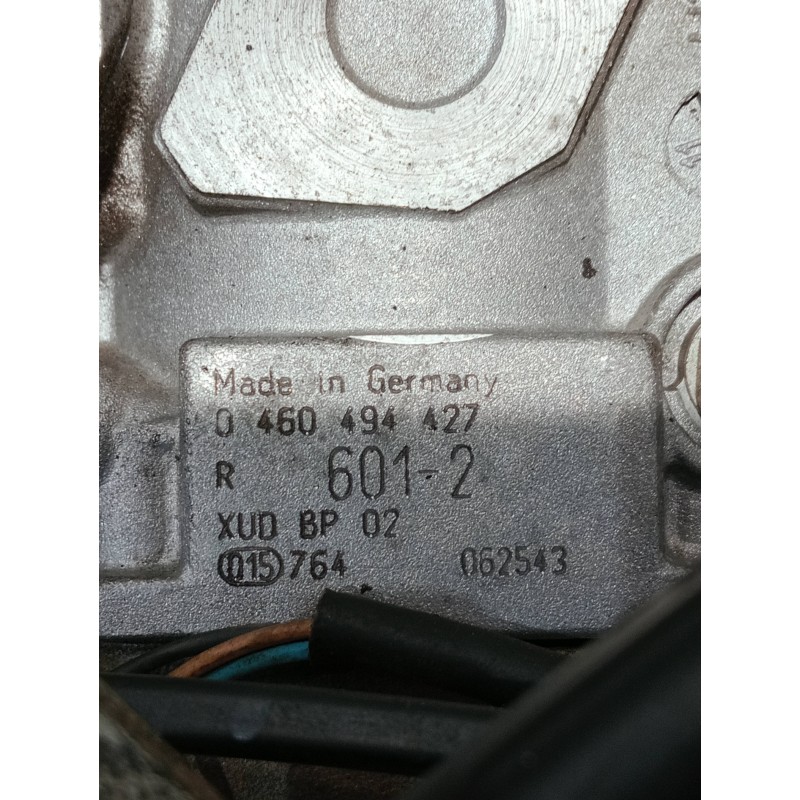 Made in Germany
0 460 494 427
R 601-2
XUD BP 02
015 764 062543